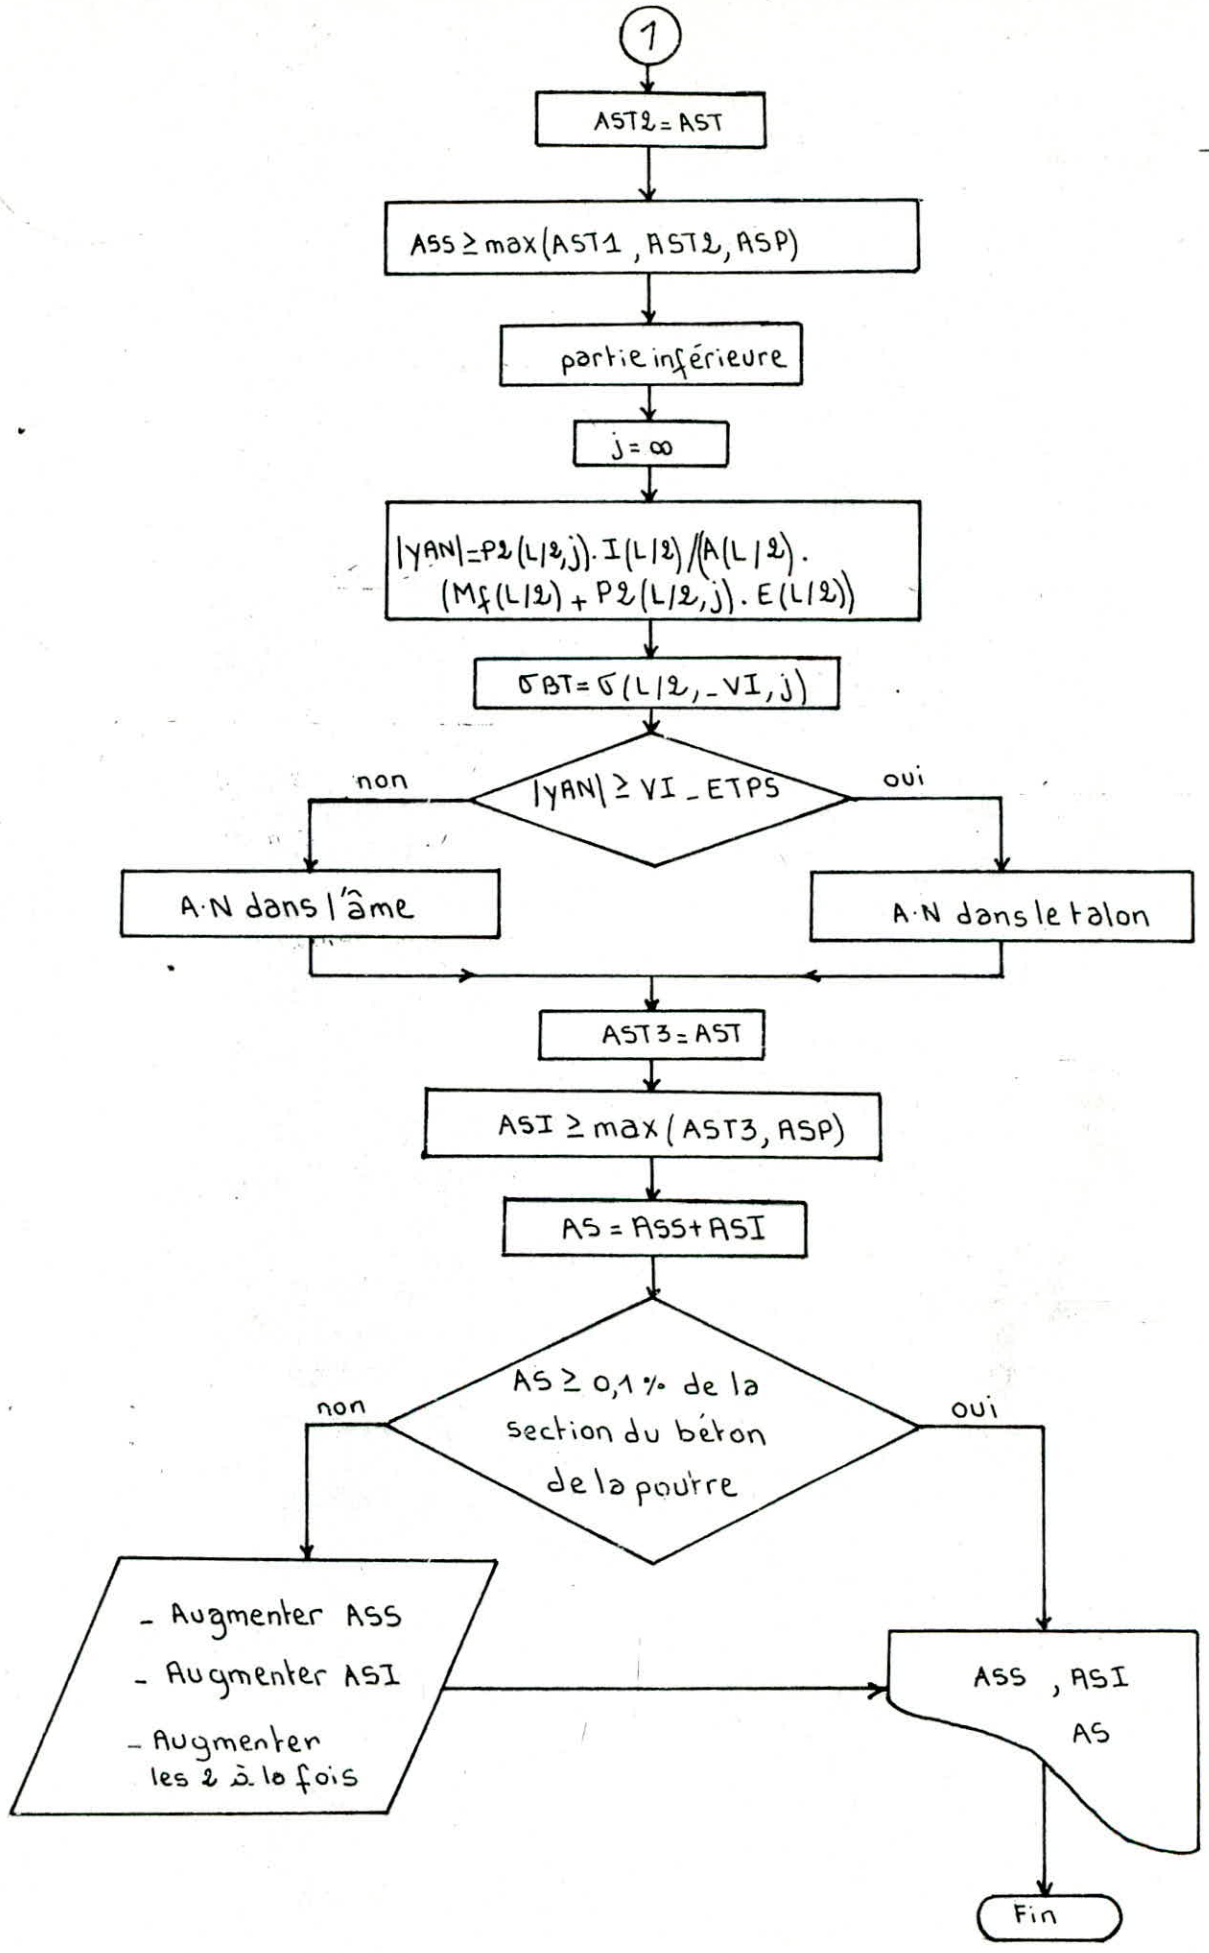 1
AST2 = AST
ASS ≥ max(AST1, AST2, ASP)
partie inférieure
j = ∞
|yAN| = P2(L/2,j).I(L/2)/(A(L/2).
(Mf(L/2) + P2(L/2,j).E(L/2))
σBT = σ(L/2, -VI, j)
|yAN| ≥ VI - ETPS
non
oui
A.N dans l'âme
A.N dans le talon
AST3 = AST
ASI ≥ max(AST3, ASP)
AS = ASS + ASI
AS ≥ 0,1 % de la
section du béton
de la poutre
non
oui
- Augmenter ASS
- Augmenter ASI
- Augmenter
les 2 à la fois
ASS , ASI
AS
Fin